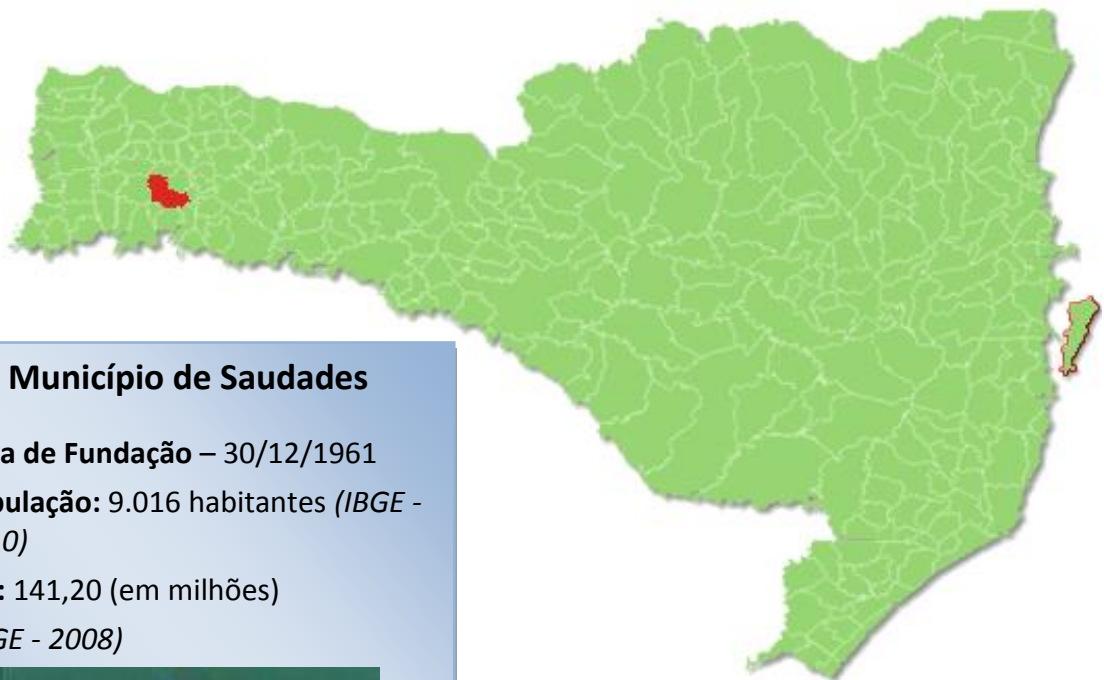 Município de Saudades
a de Fundação – 30/12/1961
ulação: 9.016 habitantes (IBGE -
0)
: 141,20 (em milhões)
GE - 2008)